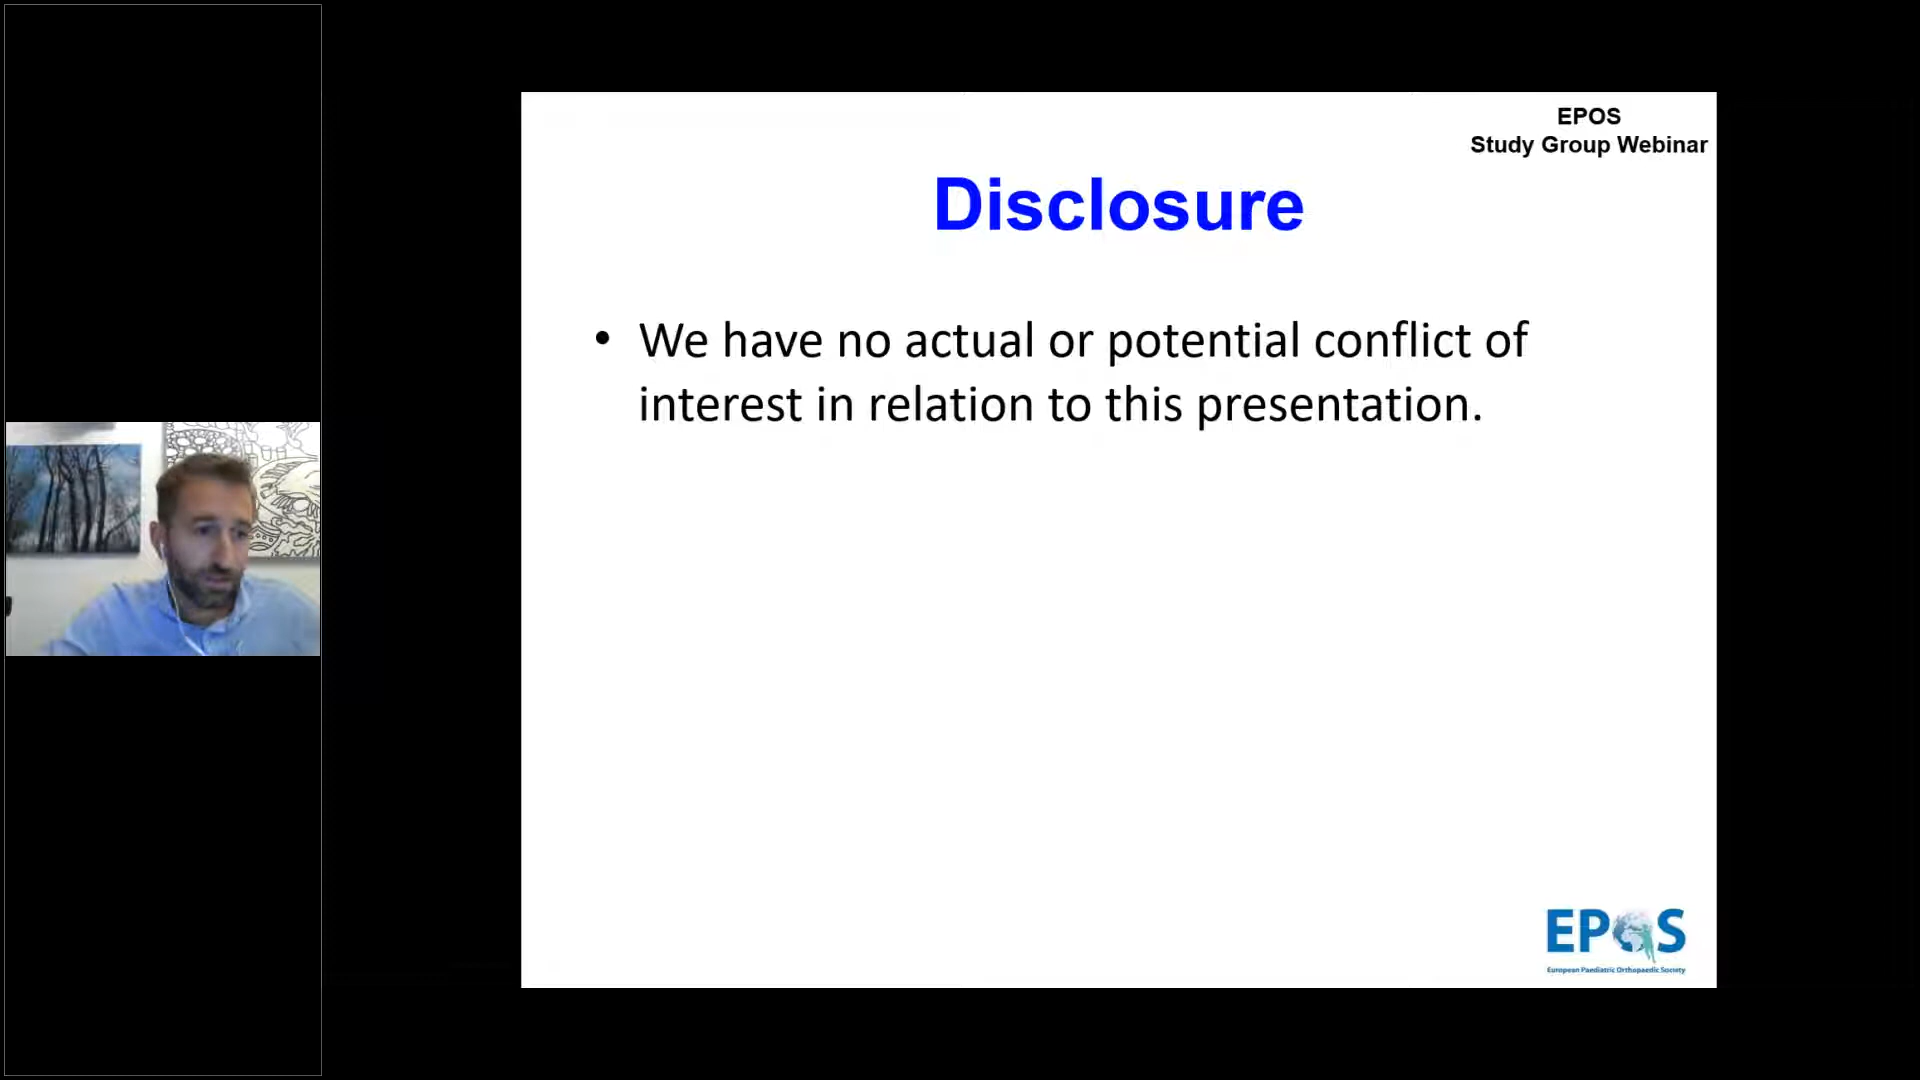 EPOS
Study Group Webinar
Disclosure
• We have no actual or potential conflict of
interest in relation to this presentation.
EPOS
European Paediatric Orthopaedic Society